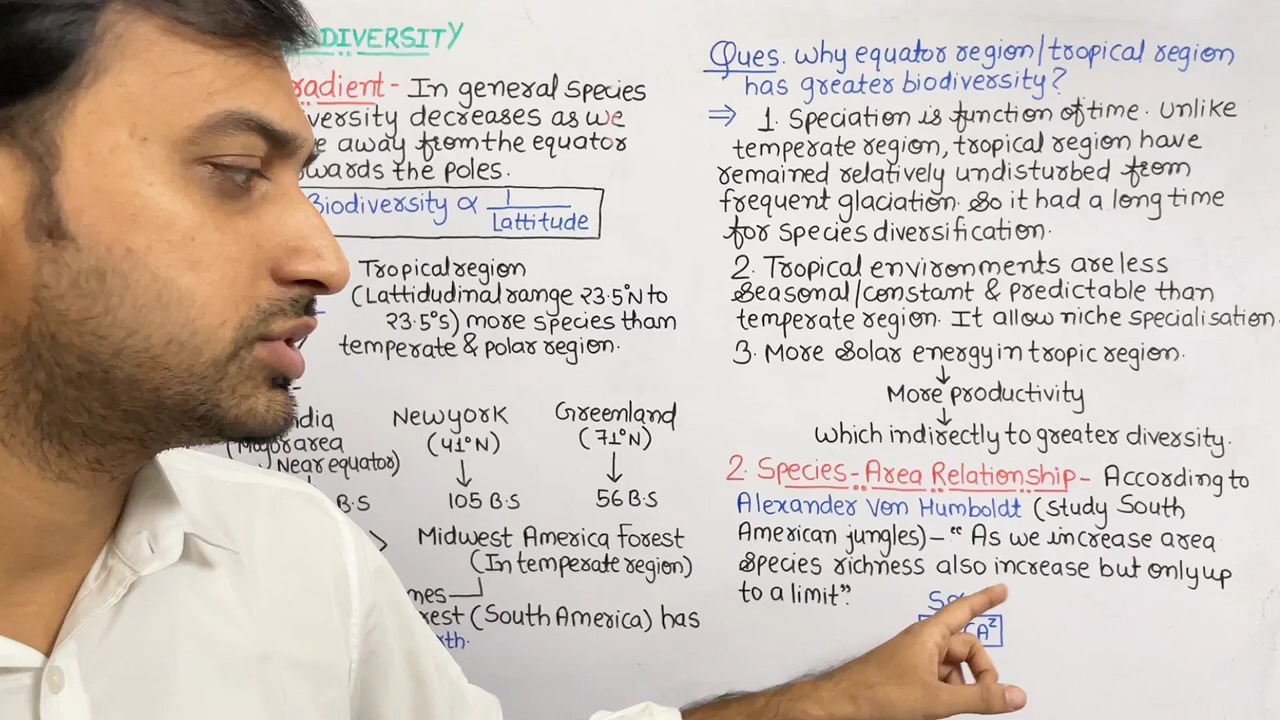 DIVERSITY
radient - In general species
versity decreases as we
e away from the equator
wards the poles.
Biodiversity ∝ 1/Lattitude
Tropical region
(Lattidudinal range 23.5°N to
23.5°S) more species than
temperate & polar region.
ndia
(Major area
Near equator)
B.S
Newyork
(41°N)
↓
105 B.S
Greenland
(71°N)
↓
56 B.S
> Midwest America Forest
(In temperate region)
mes
rest (South America) has
rth.
Ques. why equator region/tropical region
has greater biodiversity?
⇒ 1. Speciation is function of time. Unlike
temperate region, tropical region have
remained relatively undisturbed from
frequent glaciation. So it had a long time
for species diversification.
2. Tropical environments are less
Seasonal/constant & predictable than
temperate region. It allow niche specialisation.
3. More Solar energy in tropic region.
↓
More productivity
↓
which indirectly to greater diversity.
2. Species-Area Relationship - According to
Alexander Von Humboldt (study South
American jungles) - "As we increase area
Species richness also increase but only up
to a limit".
S∝
CA^z